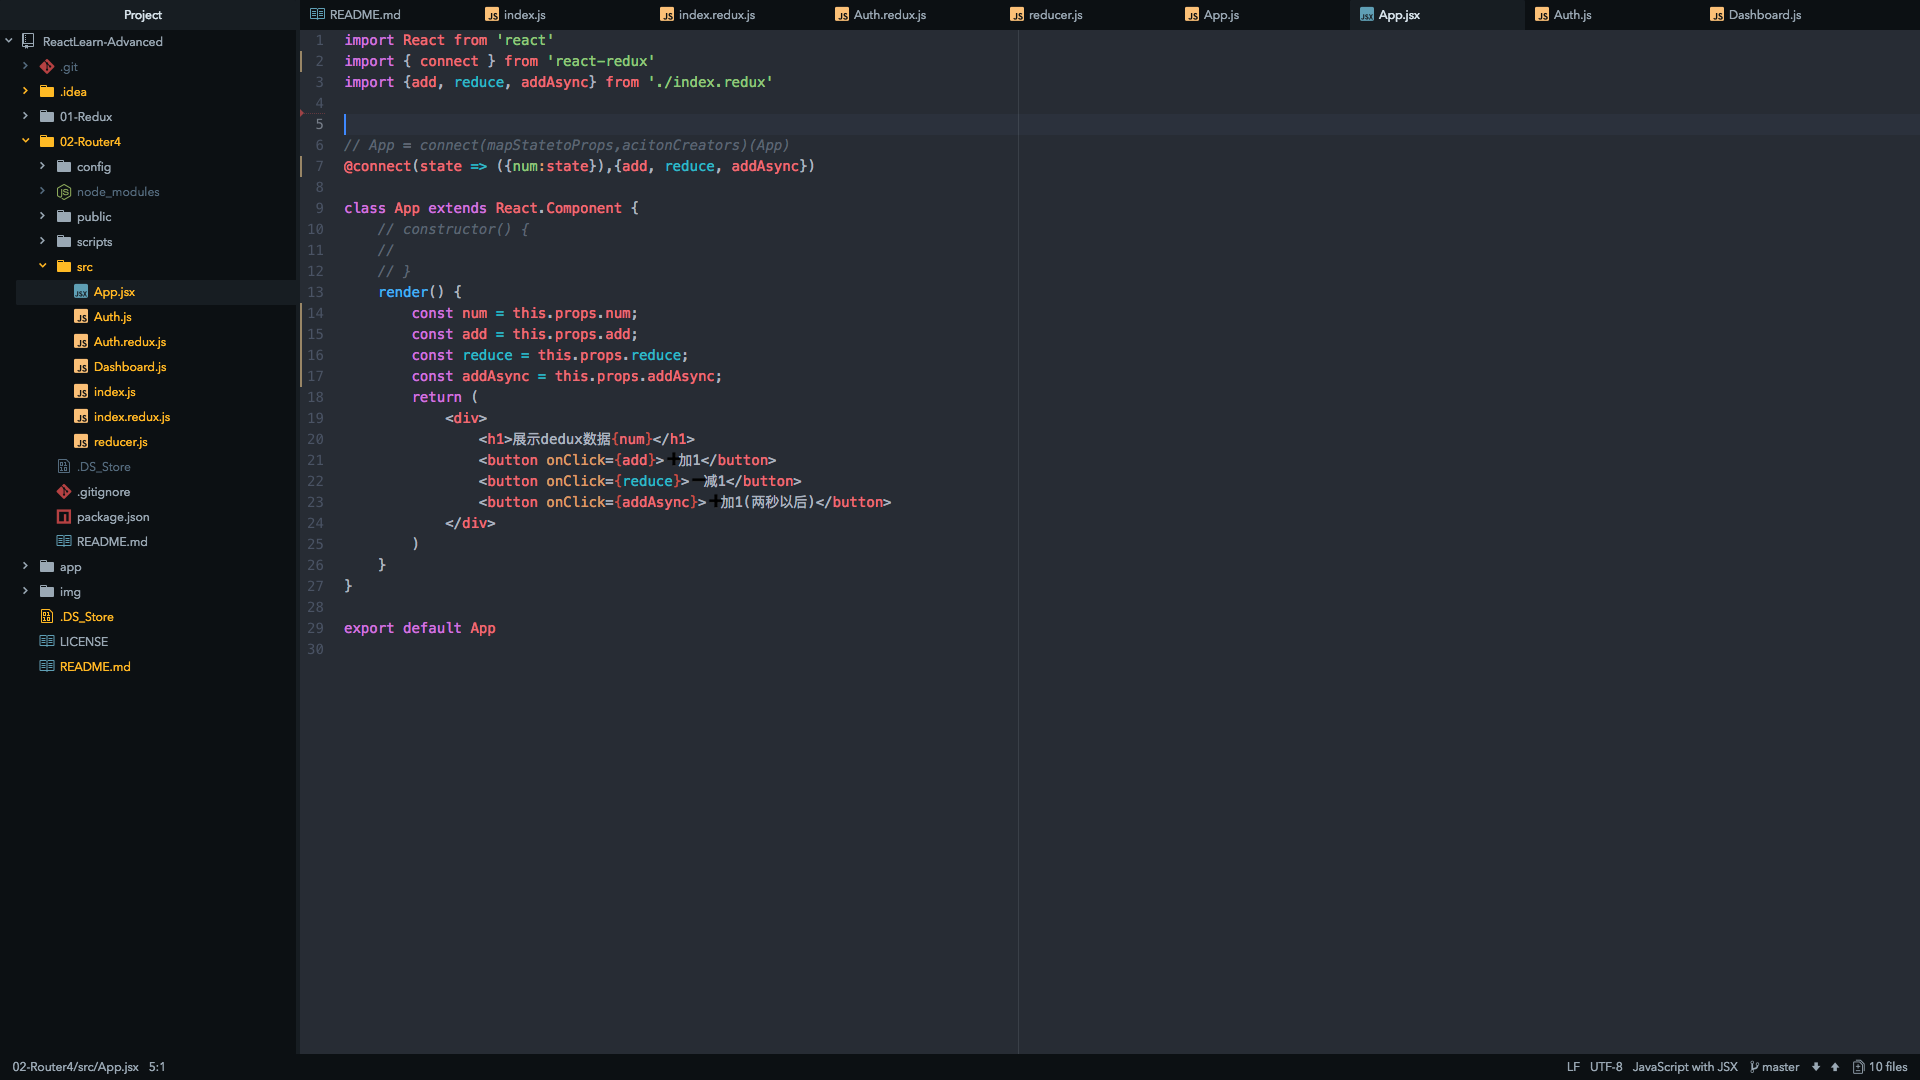 Project
ReactLearn-Advanced
.git
.idea
01-Redux
02-Router4
config
node_modules
public
scripts
src
App.jsx
Auth.js
Auth.redux.js
Dashboard.js
index.js
index.redux.js
reducer.js
.DS_Store
.gitignore
package.json
README.md
app
img
.DS_Store
LICENSE
README.md
README.md index.js index.redux.js Auth.redux.js reducer.js App.js App.jsx Auth.js Dashboard.js
1 import React from 'react'
2 import { connect } from 'react-redux'
3 import {add, reduce, addAsync} from './index.redux'
4
5
6 // App = connect(mapStatetoProps,acitonCreators)(App)
7 @connect(state => ({num:state}),{add, reduce, addAsync})
8
9 class App extends React.Component {
10 // constructor() {
11 //
12 // }
13 render() {
14 const num = this.props.num;
15 const add = this.props.add;
16 const reduce = this.props.reduce;
17 const addAsync = this.props.addAsync;
18 return (
19 <div>
20 <h1>展示dedux数据{num}</h1>
21 <button onClick={add}>➕加1</button>
22 <button onClick={reduce}>➖减1</button>
23 <button onClick={addAsync}>➕加1(两秒以后)</button>
24 </div>
25 )
26 }
27 }
28
29 export default App
30
02-Router4/src/App.jsx 5:1 LF UTF-8 JavaScript with JSX master 10 files